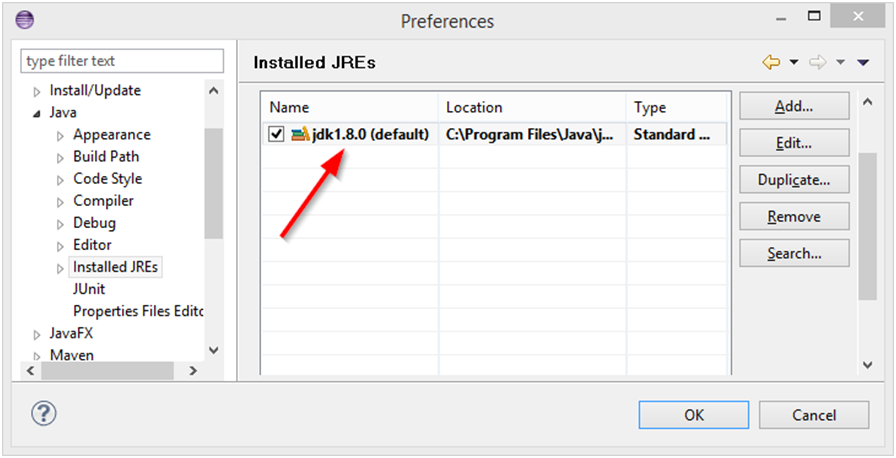 Preferences
type filter text
Install/Update
Java
Appearance
Build Path
Code Style
Compiler
Debug
Editor
Installed JREs
JUnit
Properties Files Edito
JavaFX
Maven
Installed JREs
Name Location Type
jdk1.8.0 (default) C:\Program Files\Java\j... Standard ...
Add...
Edit...
Duplicate...
Remove
Search...
OK Cancel